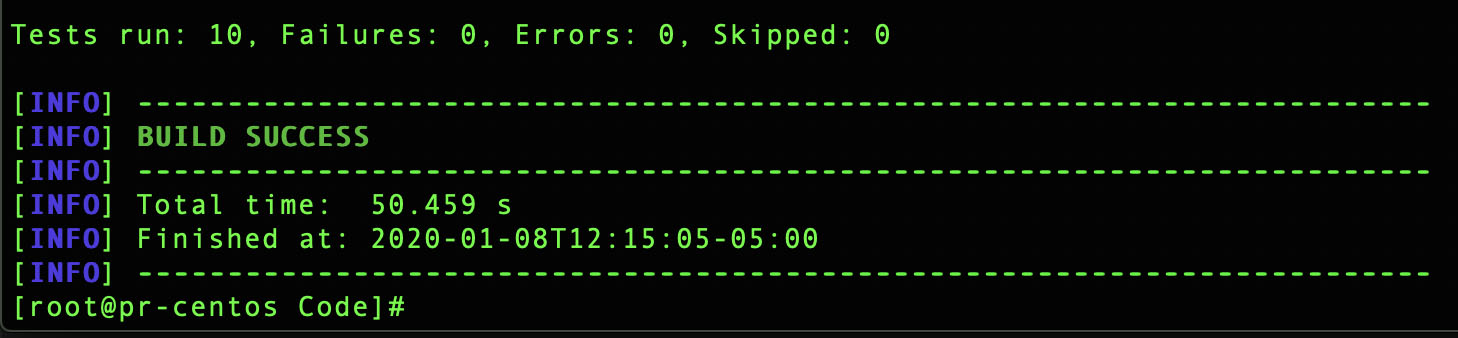 Tests run: 10, Failures: 0, Errors: 0, Skipped: 0
[INFO] ------------------------------------------------------------------------
[INFO] BUILD SUCCESS
[INFO] ------------------------------------------------------------------------
[INFO] Total time:  50.459 s
[INFO] Finished at: 2020-01-08T12:15:05-05:00
[INFO] ------------------------------------------------------------------------
[root@pr-centos Code]#